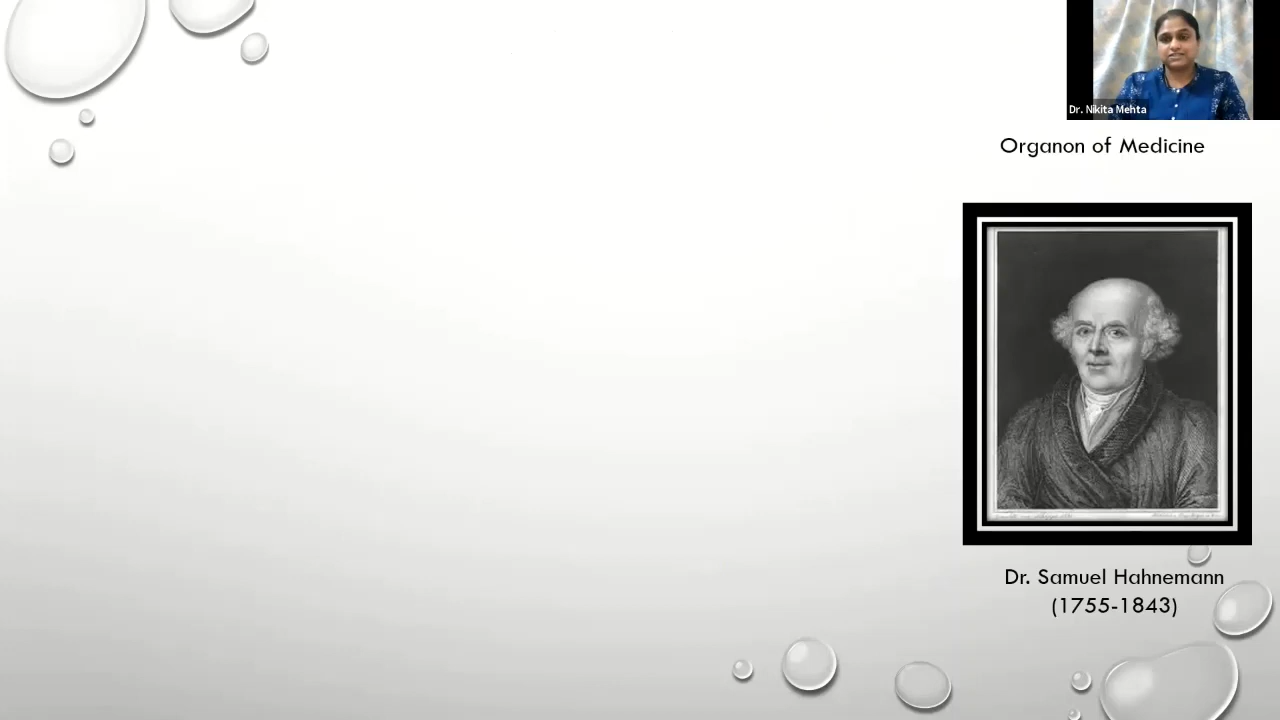 Dr. Nikita Mehta
Organon of Medicine
Dr. Samuel Hahnemann
(1755-1843)